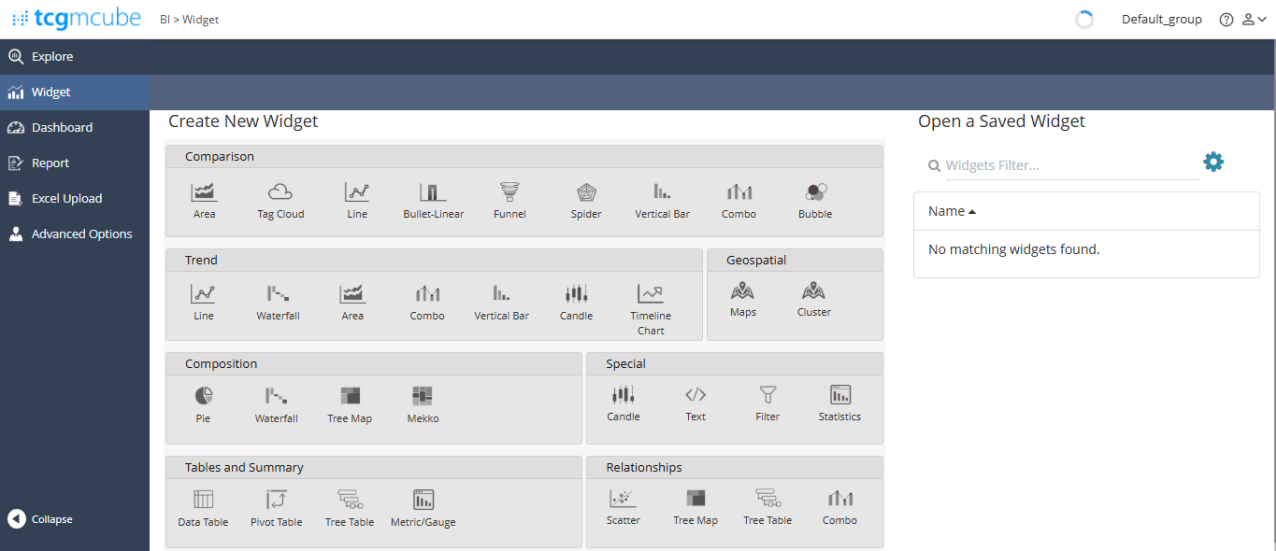 tcgmcube
BI > Widget
Default_group
Explore
Widget
Dashboard
Report
Excel Upload
Advanced Options
Collapse
Create New Widget
Comparison
Area
Tag Cloud
Line
Bullet-Linear
Funnel
Spider
Vertical Bar
Combo
Bubble
Trend
Line
Waterfall
Area
Combo
Vertical Bar
Candle
Timeline
Chart
Geospatial
Maps
Cluster
Composition
Pie
Waterfall
Tree Map
Mekko
Special
Candle
Text
Filter
Statistics
Tables and Summary
Data Table
Pivot Table
Tree Table
Metric/Gauge
Relationships
Scatter
Tree Map
Tree Table
Combo
Open a Saved Widget
Widgets Filter...
Name
No matching widgets found.